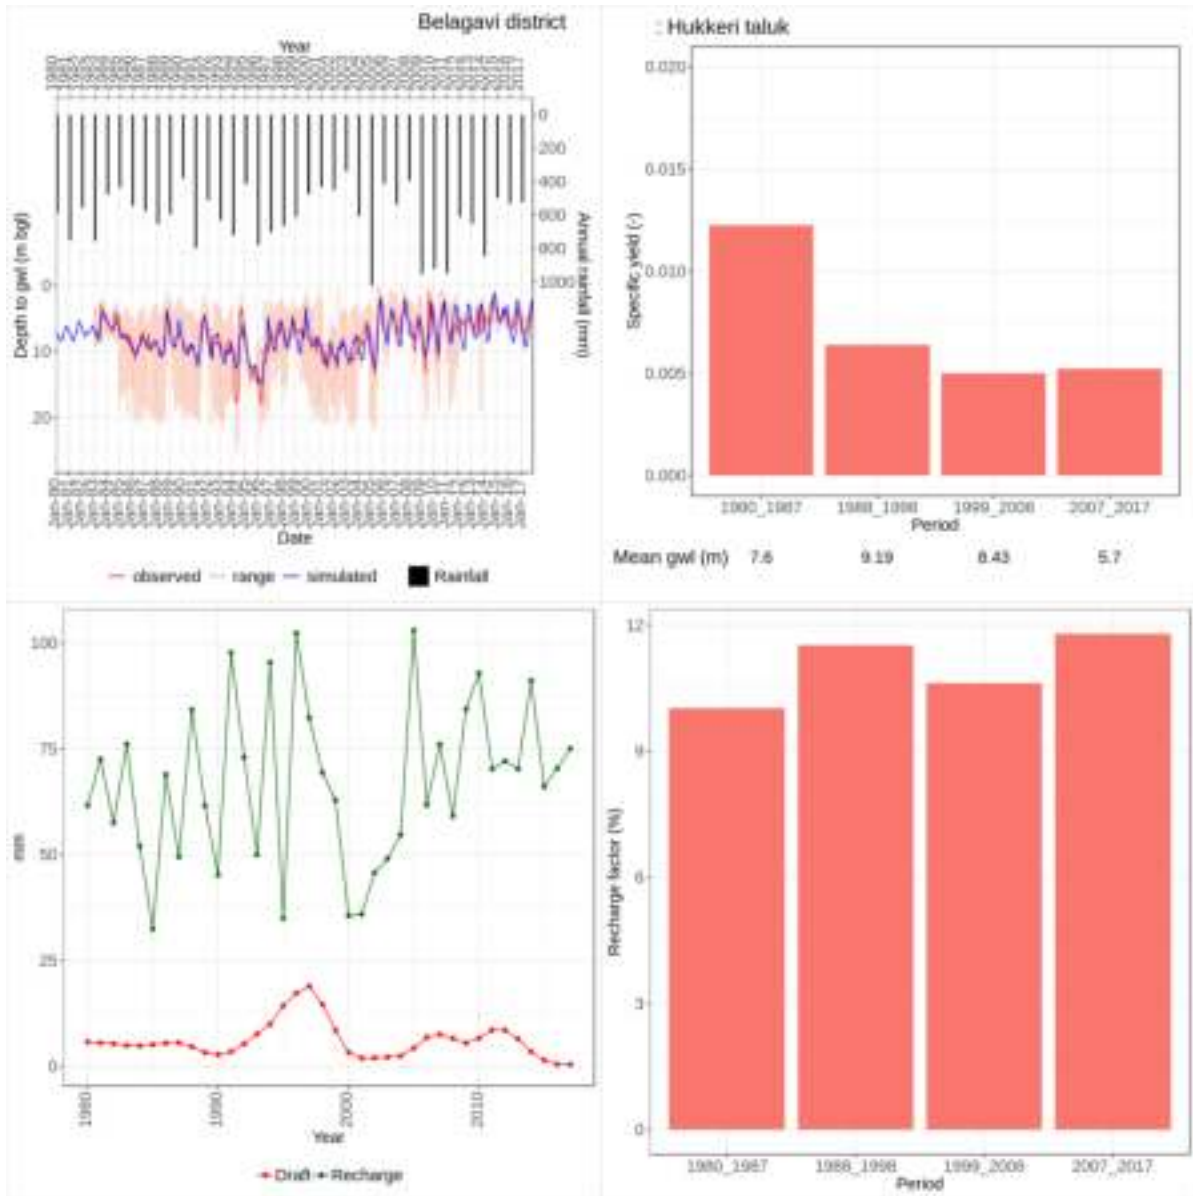 Belagavi district
: Hukkeri taluk
Year
0
200
400
600
800
1000
Annual rainfall (mm)
Depth to gwl (m bgl)
0
10
20
Date
observed range simulated Rainfall
0.020
0.015
0.010
0.005
0.000
Specific yield (-)
1980_1987 1988_1998 1999_2006 2007_2017
Period
Mean gwl (m) 7.6 9.19 8.43 5.7
100
75
50
25
0
mm
1980 1990 2000 2010
Year
Draft Recharge
12
9
6
3
0
Recharge factor (%)
1980_1987 1988_1998 1999_2006 2007_2017
Period